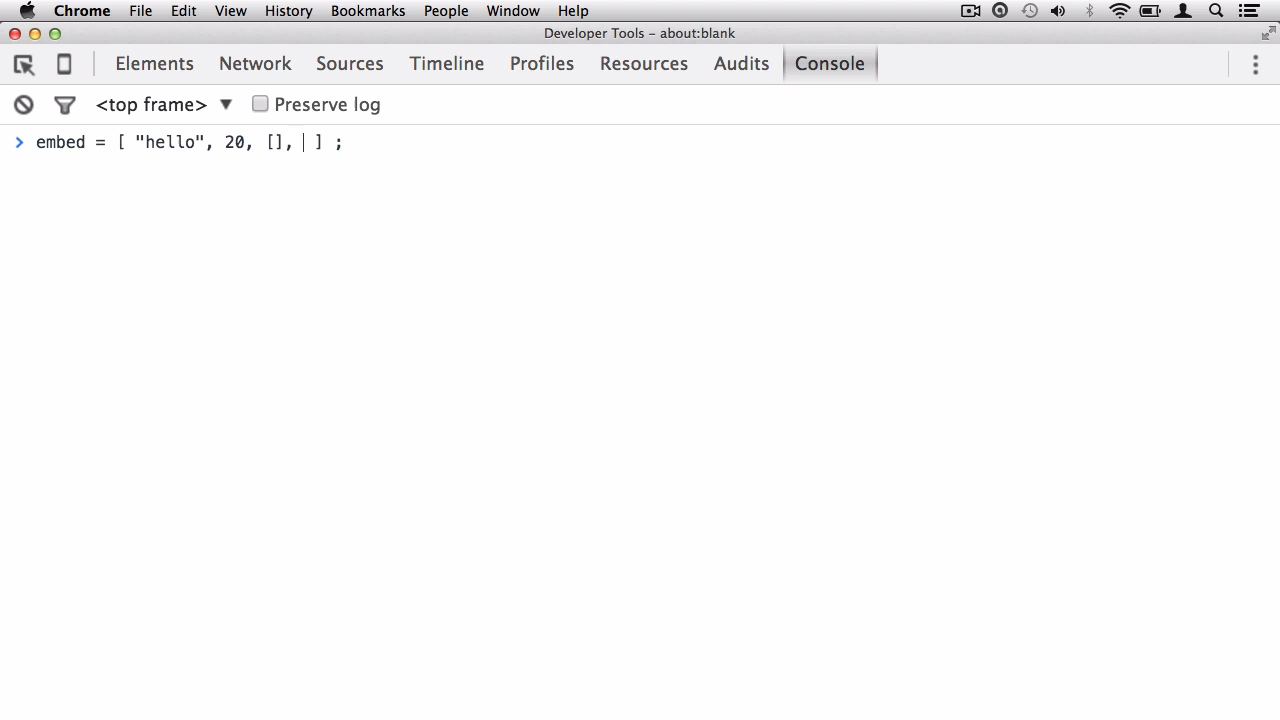 Chrome File Edit View History Bookmarks People Window Help
Developer Tools - about:blank
Elements Network Sources Timeline Profiles Resources Audits Console
<top frame> ▼ Preserve log
> embed = [ "hello", 20, [], ] ;